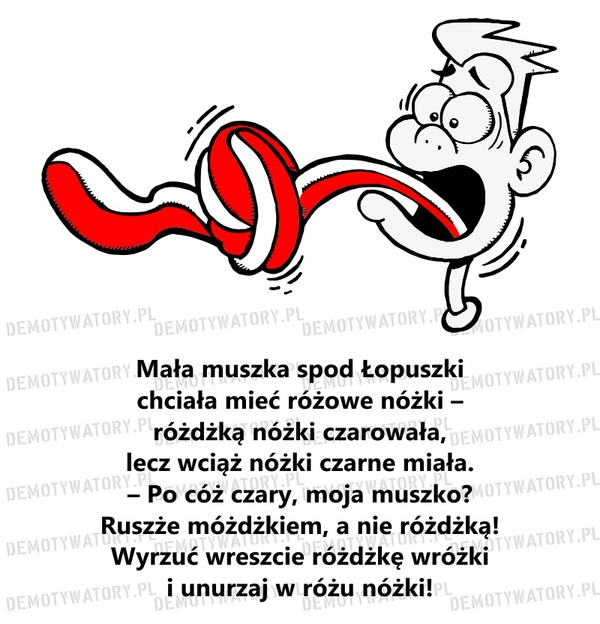 DEMOTYWATORY.PL DEMOTYWATORY.PL DEMOTYWATORY.PL DEMOTYWATORY.PL
Mała muszka spod Łopuszki
chciała mieć różowe nóżki –
różdżką nóżki czarowała,
lecz wciąż nóżki czarne miała.
– Po cóż czary, moja muszko?
Ruszże móżdżkiem, a nie różdżką!
Wyrzuć wreszcie różdżkę wróżki
i unurzaj w różu nóżki!